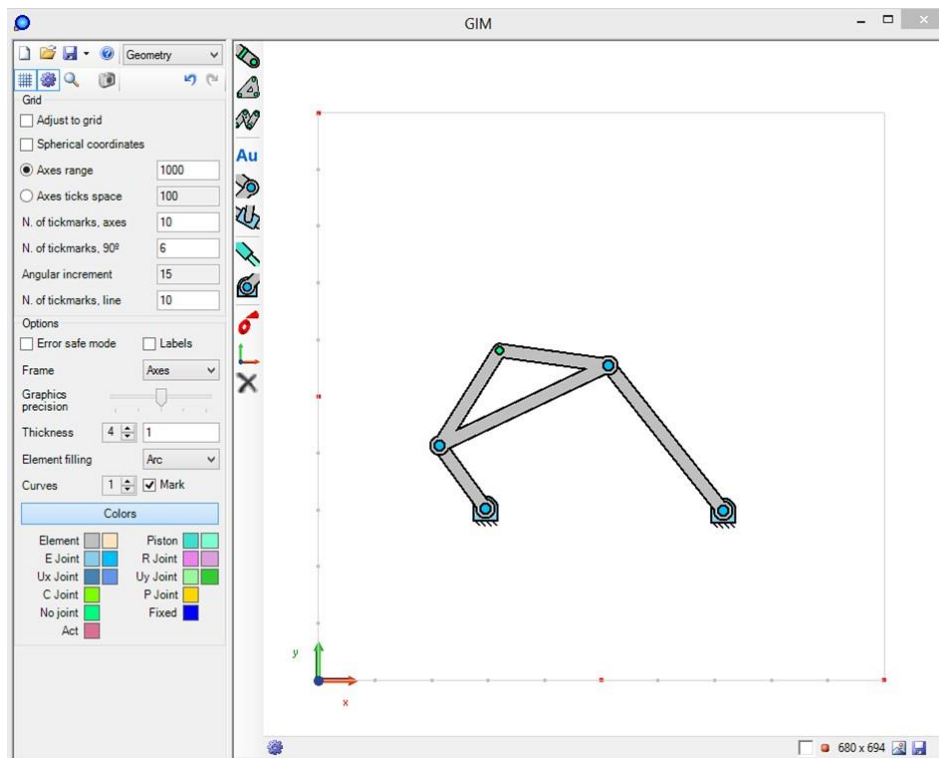 GIM
Geometry
Grid
Adjust to grid
Spherical coordinates
Axes range 1000
Axes ticks space 100
N. of tickmarks, axes 10
N. of tickmarks, 90º 6
Angular increment 15
N. of tickmarks, line 10
Options
Error safe mode Labels
Frame Axes
Graphics
precision
Thickness 4 1
Element filling Arc
Curves 1 Mark
Colors
Element Piston
E Joint R Joint
Ux Joint Uy Joint
C Joint P Joint
No joint Fixed
Act
Au
y
x
680 x 694